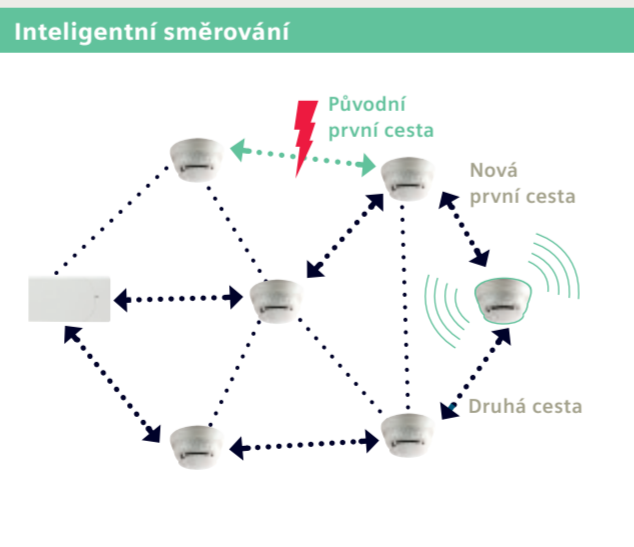 Inteligentní směrování
Původní
první cesta
Nová
první cesta
Druhá cesta